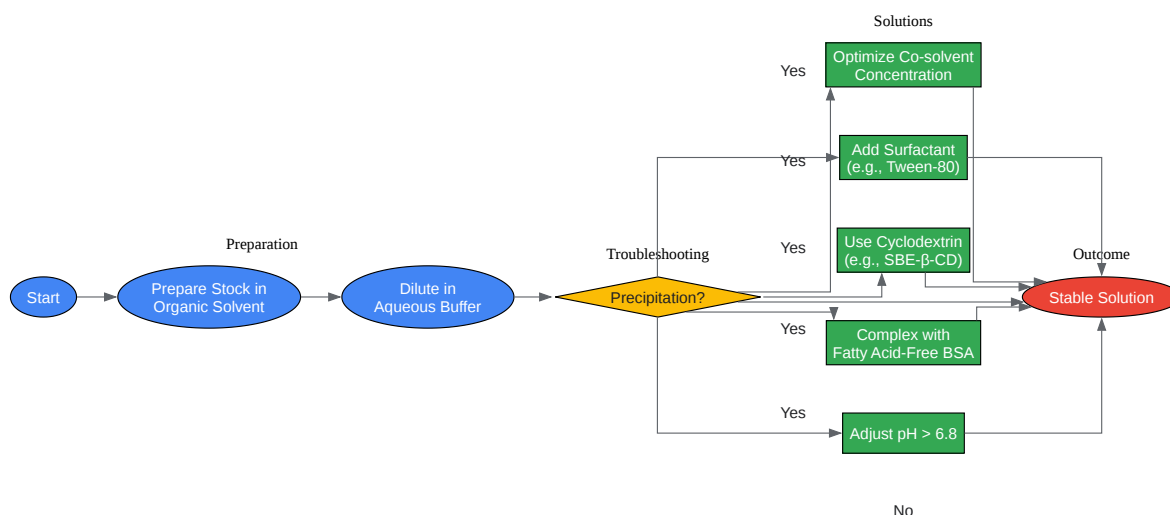 Solutions
Yes
Optimize Co-solvent
Concentration
Yes
Add Surfactant
(e.g., Tween-80)
Preparation
Troubleshooting
Yes
Use Cyclodextrin
(e.g., SBE-β-CD)
Outcome
Start
Prepare Stock in
Organic Solvent
Dilute in
Aqueous Buffer
Precipitation?
Stable Solution
Yes
Complex with
Fatty Acid-Free BSA
Yes
Adjust pH > 6.8
No